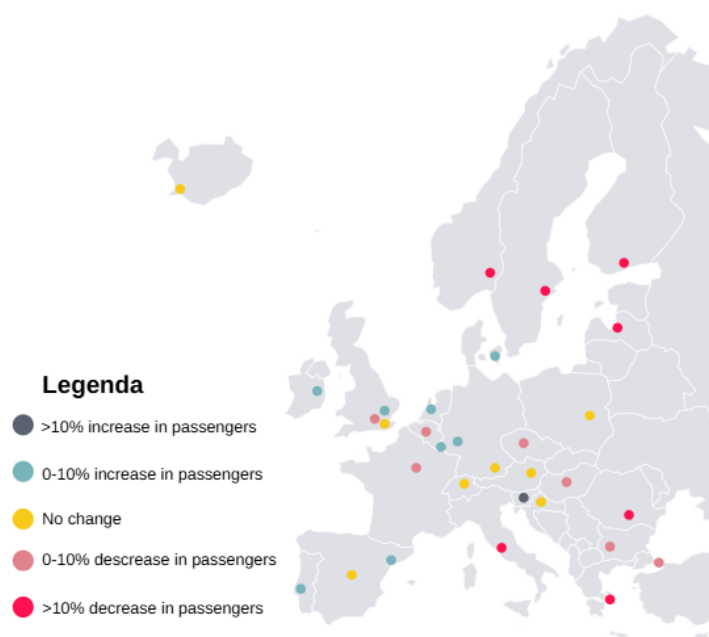 Legenda
>10% increase in passengers
0-10% increase in passengers
No change
0-10% descrease in passengers
>10% decrease in passengers